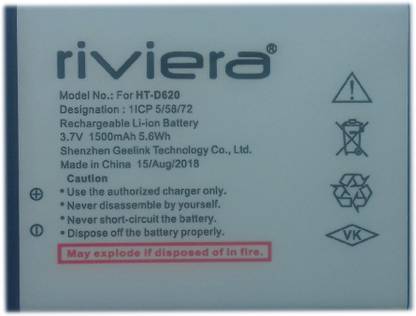 riviera®
Model No.: For HT-D620
Designation : 1ICP 5/58/72
Rechargeable Li-ion Battery
3.7V 1500mAh 5.6Wh
Shenzhen Geelink Technology Co., Ltd.
Made in China 15/Aug/2018
Caution
• Use the authorized charger only.
• Never disassemble by yourself.
• Never short-circuit the battery.
• Dispose off the battery properly.
May explode if disposed of in fire.
VK